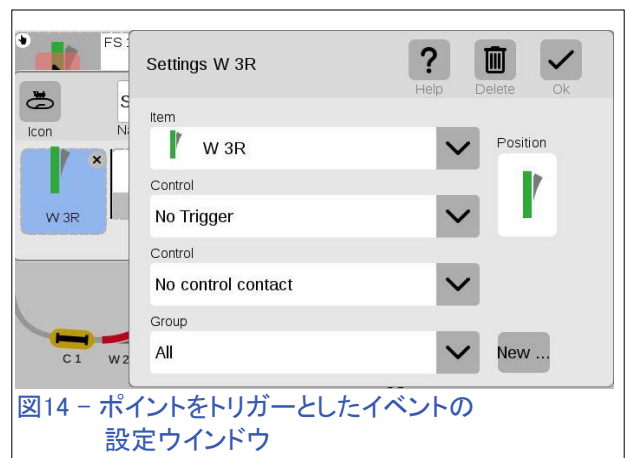 FS 1
Settings W 3R
Help
Delete
Ok
Icon
Item
W 3R
Position
W 3R
Control
No Trigger
Control
No control contact
Group
All
New ...
C 1
図14 − ポイントをトリガーとしたイベントの
設定ウインドウ